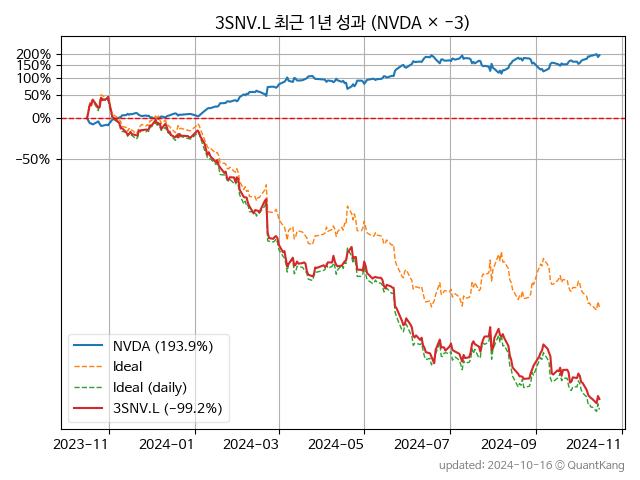 3SNV.L 최근 1년 성과 (NVDA × −3)
200%
150%
100%
50%
0%
−50%
NVDA (193.9%)
Ideal
Ideal (daily)
3SNV.L (−99.2%)
2023-11 2024-01 2024-03 2024-05 2024-07 2024-09 2024-11
updated: 2024-10-16 © QuantKang